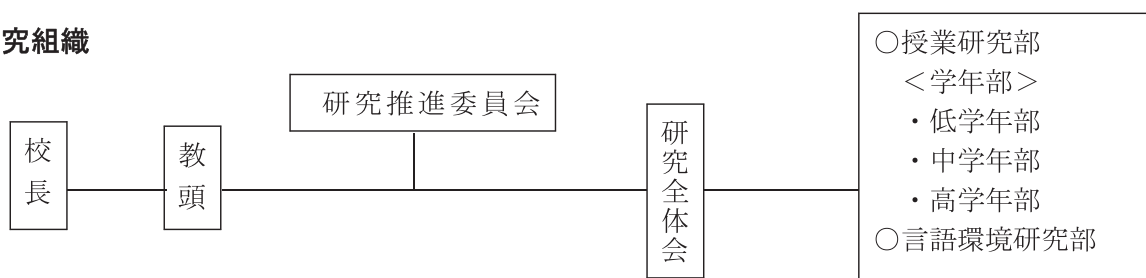 究組織
研究推進委員会
校長
教頭
研究全体会
○授業研究部
＜学年部＞
・低学年部
・中学年部
・高学年部
○言語環境研究部